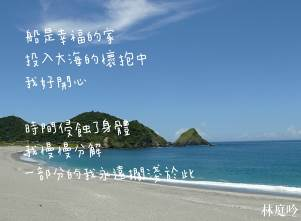 船是幸福的家
投入大海的懷抱中
我好開心
時間侵蝕了身體
我慢慢分解
一部分的我永遠擱淺於此
林庭吟